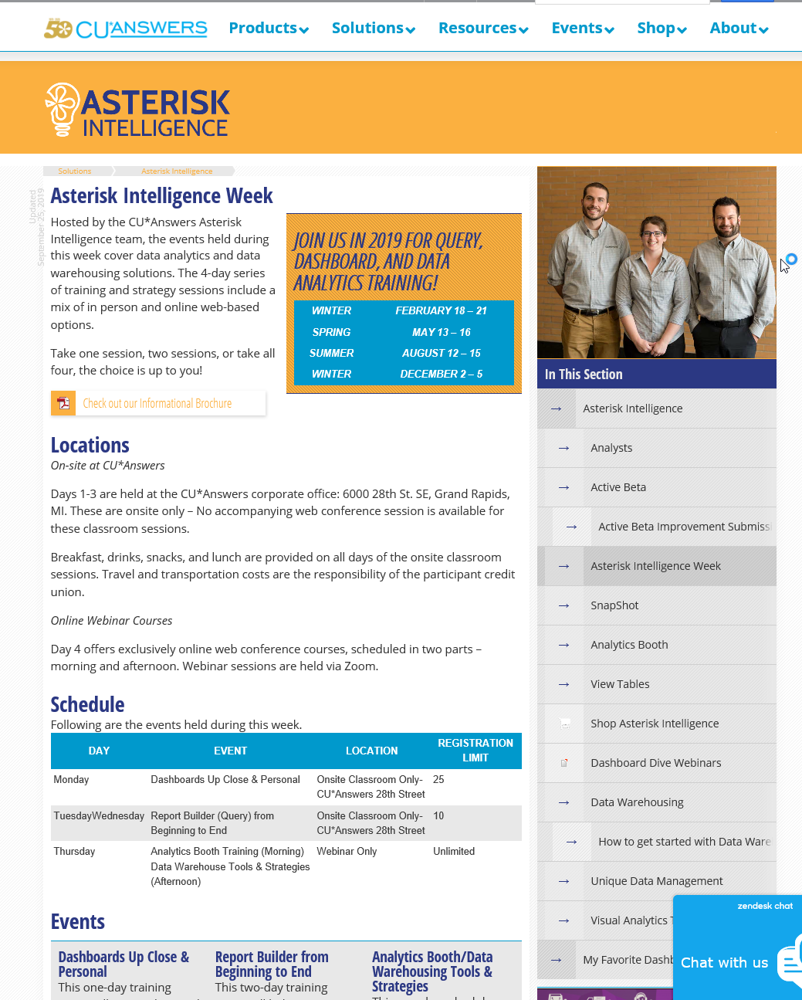 50 CU*ANSWERS
Products Solutions Resources Events Shop About
ASTERISK
INTELLIGENCE
Solutions Asterisk Intelligence
Updated
September 25, 2019
Asterisk Intelligence Week
Hosted by the CU*Answers Asterisk
Intelligence team, the events held during
this week cover data analytics and data
warehousing solutions. The 4-day series
of training and strategy sessions include a
mix of in person and online web-based
options.
Take one session, two sessions, or take all
four, the choice is up to you!
Check out our Informational Brochure
JOIN US IN 2019 FOR QUERY,
DASHBOARD, AND DATA
ANALYTICS TRAINING!
WINTER FEBRUARY 18 – 21
SPRING MAY 13 – 16
SUMMER AUGUST 12 – 15
WINTER DECEMBER 2 – 5
Locations
On-site at CU*Answers
Days 1-3 are held at the CU*Answers corporate office: 6000 28th St. SE, Grand Rapids,
MI. These are onsite only – No accompanying web conference session is available for
these classroom sessions.
Breakfast, drinks, snacks, and lunch are provided on all days of the onsite classroom
sessions. Travel and transportation costs are the responsibility of the participant credit
union.
Online Webinar Courses
Day 4 offers exclusively online web conference courses, scheduled in two parts –
morning and afternoon. Webinar sessions are held via Zoom.
Schedule
Following are the events held during this week.
DAY EVENT LOCATION REGISTRATION
LIMIT
Monday Dashboards Up Close & Personal Onsite Classroom Only- 25
CU*Answers 28th Street
TuesdayWednesday Report Builder (Query) from Onsite Classroom Only- 10
Beginning to End CU*Answers 28th Street
Thursday Analytics Booth Training (Morning) Webinar Only Unlimited
Data Warehouse Tools & Strategies
(Afternoon)
Events
Dashboards Up Close &
Personal
This one-day training
Report Builder from
Beginning to End
This two-day training
Analytics Booth/Data
Warehousing Tools &
Strategies
In This Section
Asterisk Intelligence
Analysts
Active Beta
Active Beta Improvement Submissi
Asterisk Intelligence Week
SnapShot
Analytics Booth
View Tables
Shop Asterisk Intelligence
Dashboard Dive Webinars
Data Warehousing
How to get started with Data Ware
Unique Data Management
Visual Analytics
My Favorite Dashb
zendesk chat
Chat with us